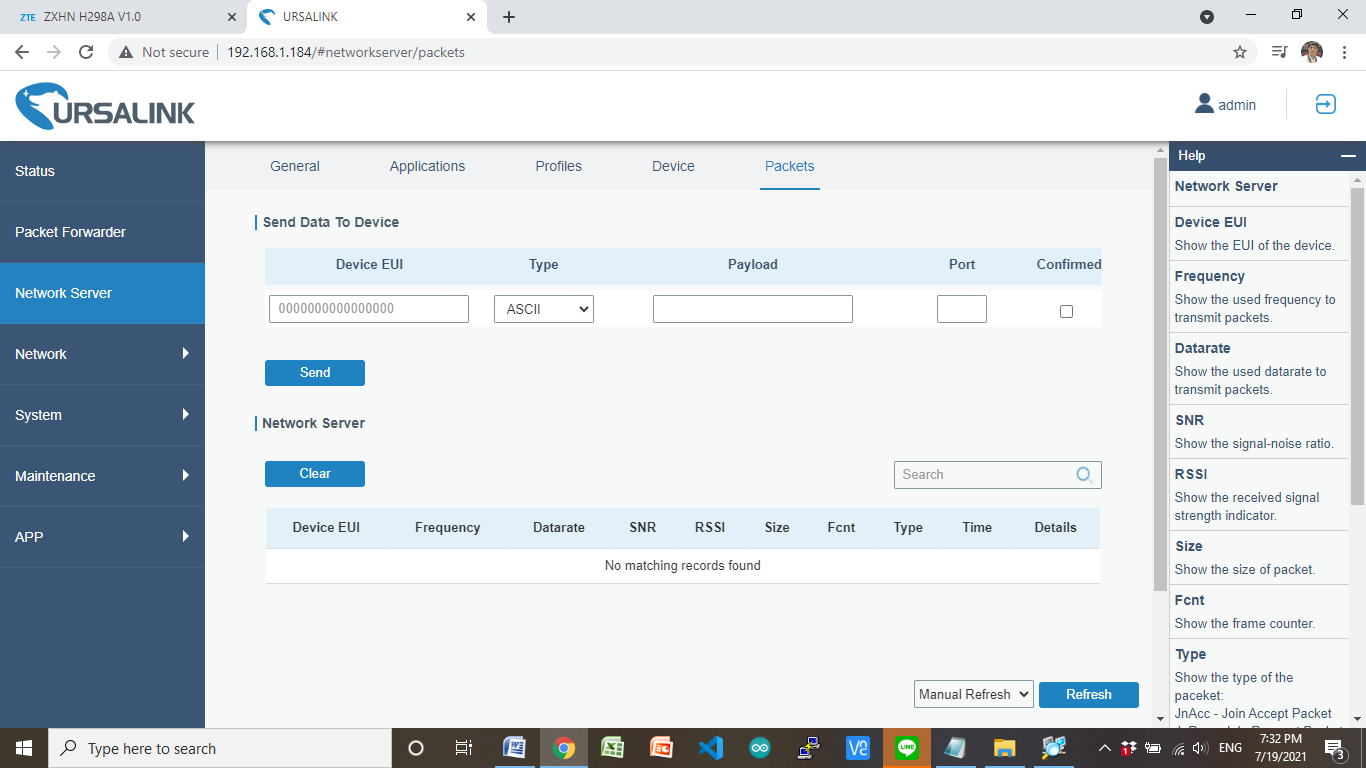 ZTE ZXHN H298A V1.0
URSALINK
Not secure 192.168.1.184/#networkserver/packets
URSALINK
admin
Status
Packet Forwarder
Network Server
Network
System
Maintenance
APP
General Applications Profiles Device Packets
Send Data To Device
Device EUI Type Payload Port Confirmed
0000000000000000 ASCII
Send
Network Server
Clear
Search
Device EUI Frequency Datarate SNR RSSI Size Fcnt Type Time Details
No matching records found
Manual Refresh Refresh
Help
Network Server
Device EUI
Show the EUI of the device.
Frequency
Show the used frequency to
transmit packets.
Datarate
Show the used datarate to
transmit packets.
SNR
Show the signal-noise ratio.
RSSI
Show the received signal
strength indicator.
Size
Show the size of packet.
Fcnt
Show the frame counter.
Type
Show the type of the
paceket:
JnAcc - Join Accept Packet
Type here to search
LINE
1
ENG
7:32 PM
7/19/2021
3